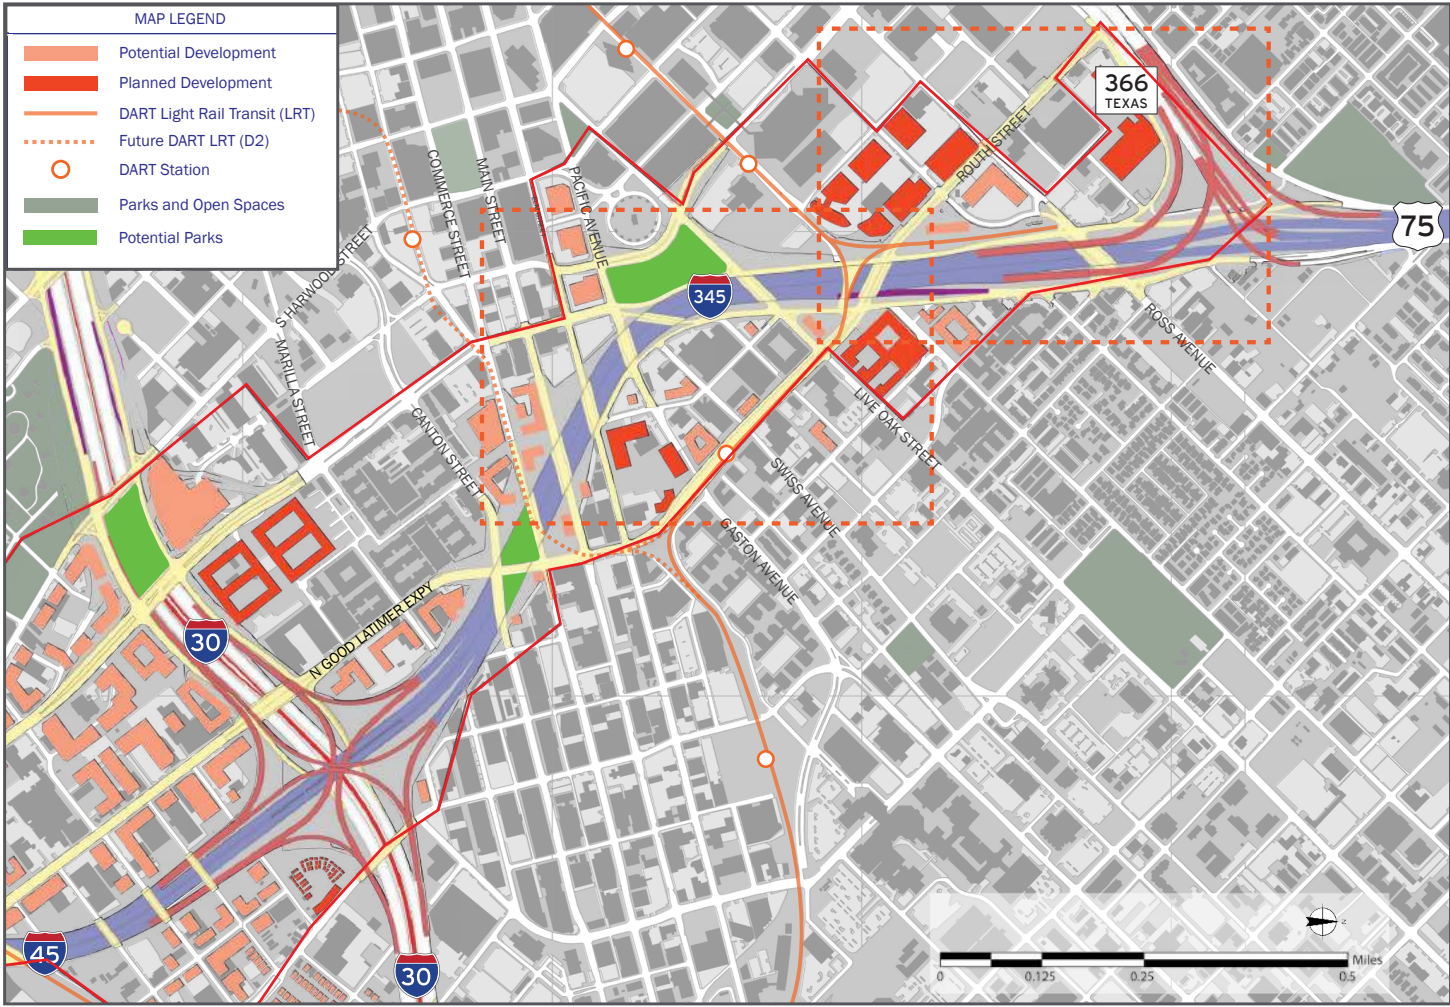 MAP LEGEND
Potential Development
Planned Development
DART Light Rail Transit (LRT)
Future DART LRT (D2)
DART Station
Parks and Open Spaces
Potential Parks
366
TEXAS
75
ROUTH STREET
COMMERCE STREET
MAIN STREET
PACIFIC AVENUE
S HARWOOD STREET
MARILLA STREET
345
ROSS AVENUE
CANTON STREET
LIVE OAK STREET
SWISS AVENUE
GASTON AVENUE
N GOOD LATIMER EXPY
30
45
30
0
0.125
0.25
0.5
Miles